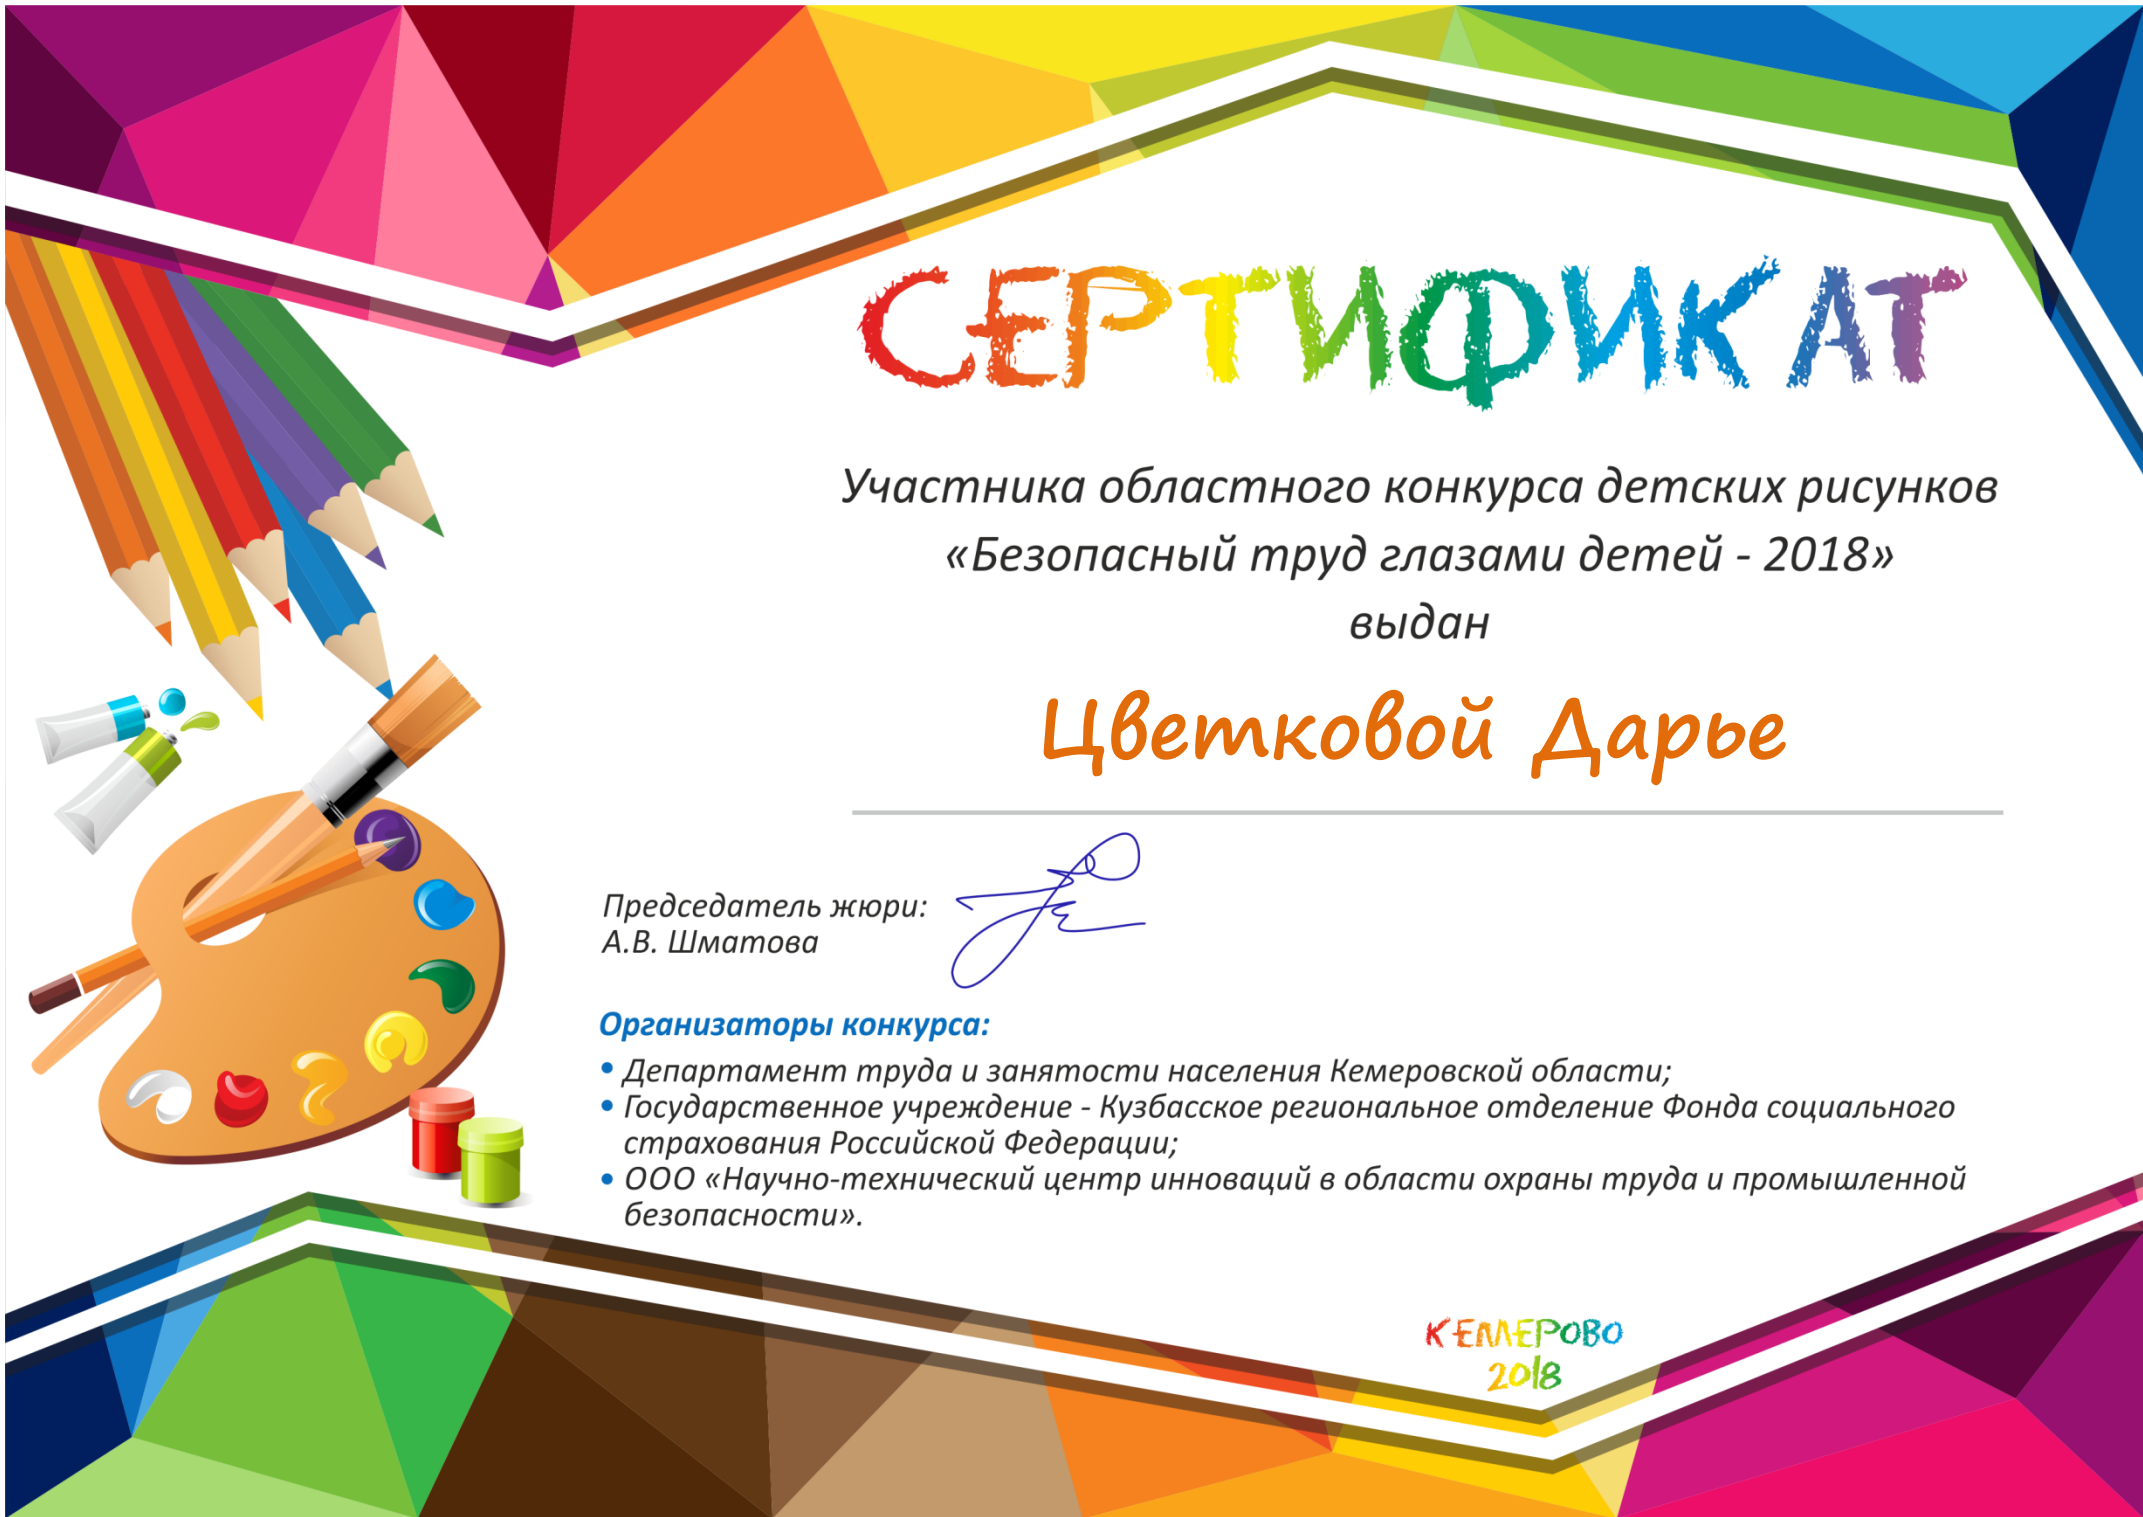 СЕРТИФИКАТ
Участника областного конкурса детских рисунков
«Безопасный труд глазами детей - 2018»
выдан
Цветковой Дарье
Председатель жюри:
А.В. Шматова
Организаторы конкурса:
• Департамент труда и занятости населения Кемеровской области;
• Государственное учреждение - Кузбасское региональное отделение Фонда социального
страхования Российской Федерации;
• ООО «Научно-технический центр инноваций в области охраны труда и промышленной
безопасности».
КЕМЕРОВО
2018